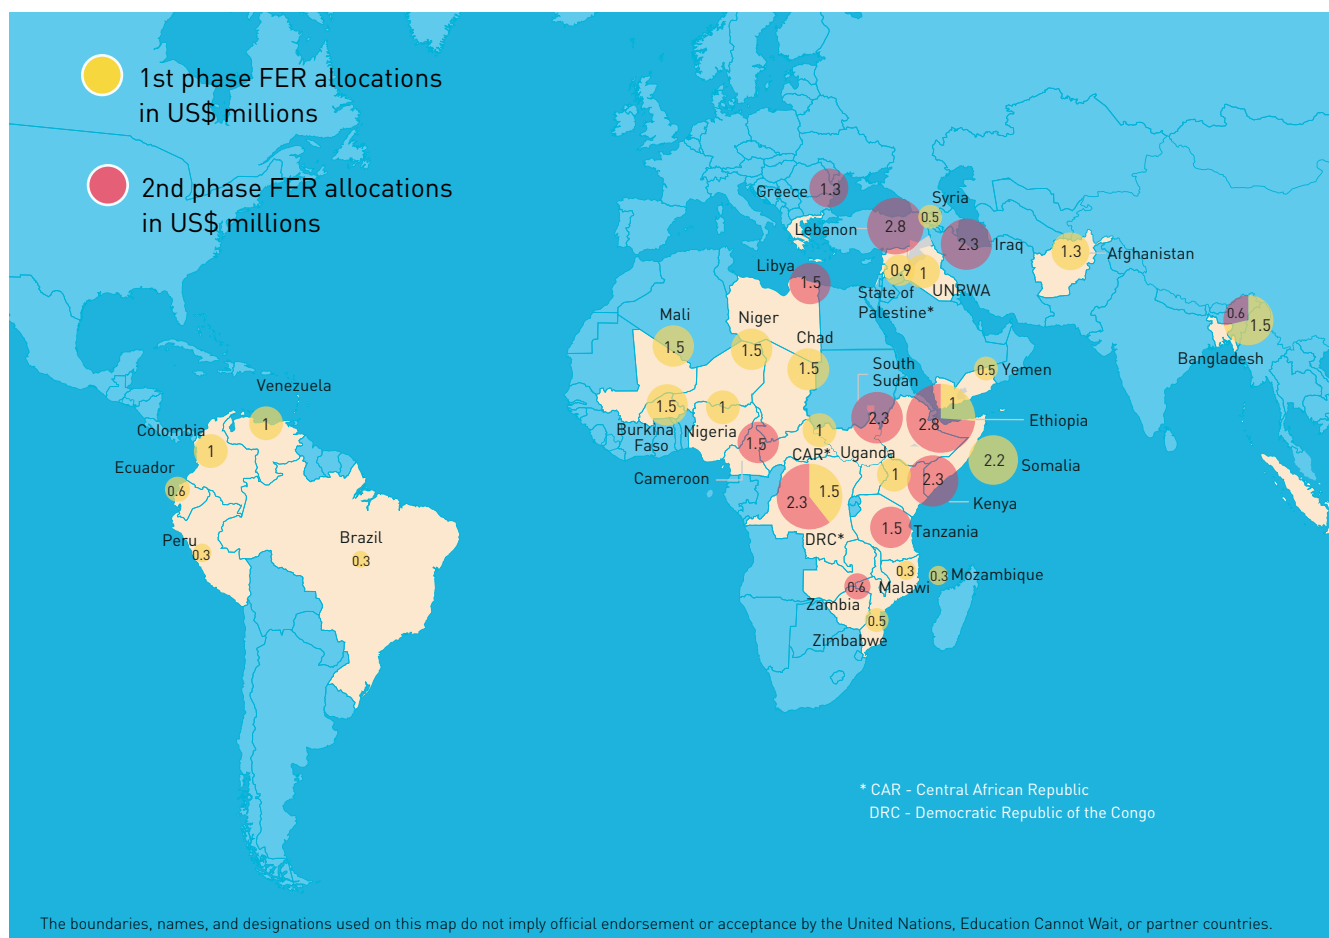 1st phase FER allocations
in US$ millions
2nd phase FER allocations
in US$ millions
Greece
1.3
Syria
0.5
Lebanon
2.8
2.3
Iraq
1.3
Afghanistan
Libya
1.5
0.9
1
State of
Palestine*
UNRWA
0.6
1.5
Bangladesh
Mali
1.5
Niger
1.5
Chad
1.5
South
Sudan
2.3
0.5
Yemen
2.8
1
Ethiopia
Venezuela
1
Colombia
1
Ecuador
0.6
Peru
0.3
Brazil
0.3
1.5
Burkina
Faso
1
Nigeria
1.5
Cameroon
1
CAR*
Uganda
1
2.2
Somalia
2.3
Kenya
2.3
1.5
DRC*
1.5
Tanzania
0.3
Malawi
0.3
Mozambique
0.6
Zambia
0.5
Zimbabwe
* CAR - Central African Republic
DRC - Democratic Republic of the Congo
The boundaries, names, and designations used on this map do not imply official endorsement or acceptance by the United Nations, Education Cannot Wait, or partner countries.